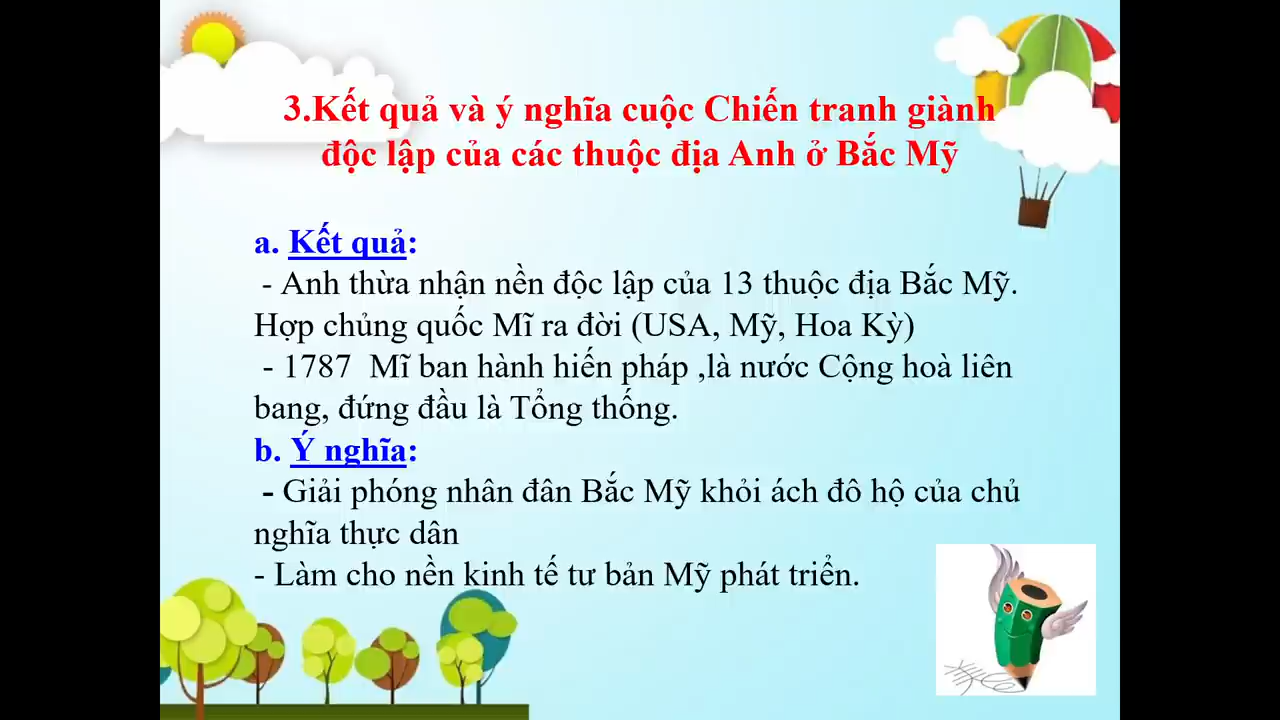 3.Kết quả và ý nghĩa cuộc Chiến tranh giành
độc lập của các thuộc địa Anh ở Bắc Mỹ
a. Kết quả:
- Anh thừa nhận nền độc lập của 13 thuộc địa Bắc Mỹ.
Hợp chủng quốc Mĩ ra đời (USA, Mỹ, Hoa Kỳ)
- 1787 Mĩ ban hành hiến pháp ,là nước Cộng hoà liên
bang, đứng đầu là Tổng thống.
b. Ý nghĩa:
- Giải phóng nhân đân Bắc Mỹ khỏi ách đô hộ của chủ
nghĩa thực dân
- Làm cho nền kinh tế tư bản Mỹ phát triển.